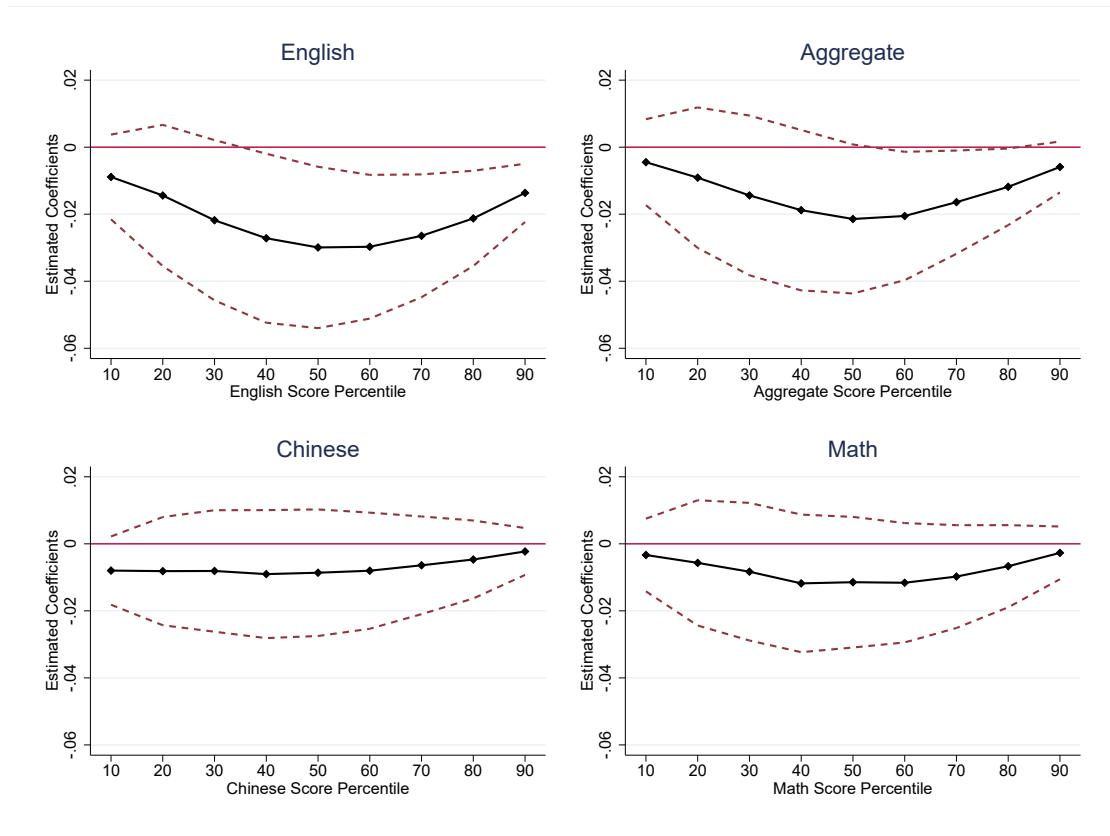 English
Estimated Coefficients
.02
0
-.02
-.04
-.06
10 20 30 40 50 60 70 80 90
English Score Percentile
Aggregate
Estimated Coefficients
.02
0
-.02
-.04
-.06
10 20 30 40 50 60 70 80 90
Aggregate Score Percentile
Chinese
Estimated Coefficients
.02
0
-.02
-.04
-.06
10 20 30 40 50 60 70 80 90
Chinese Score Percentile
Math
Estimated Coefficients
.02
0
-.02
-.04
-.06
10 20 30 40 50 60 70 80 90
Math Score Percentile